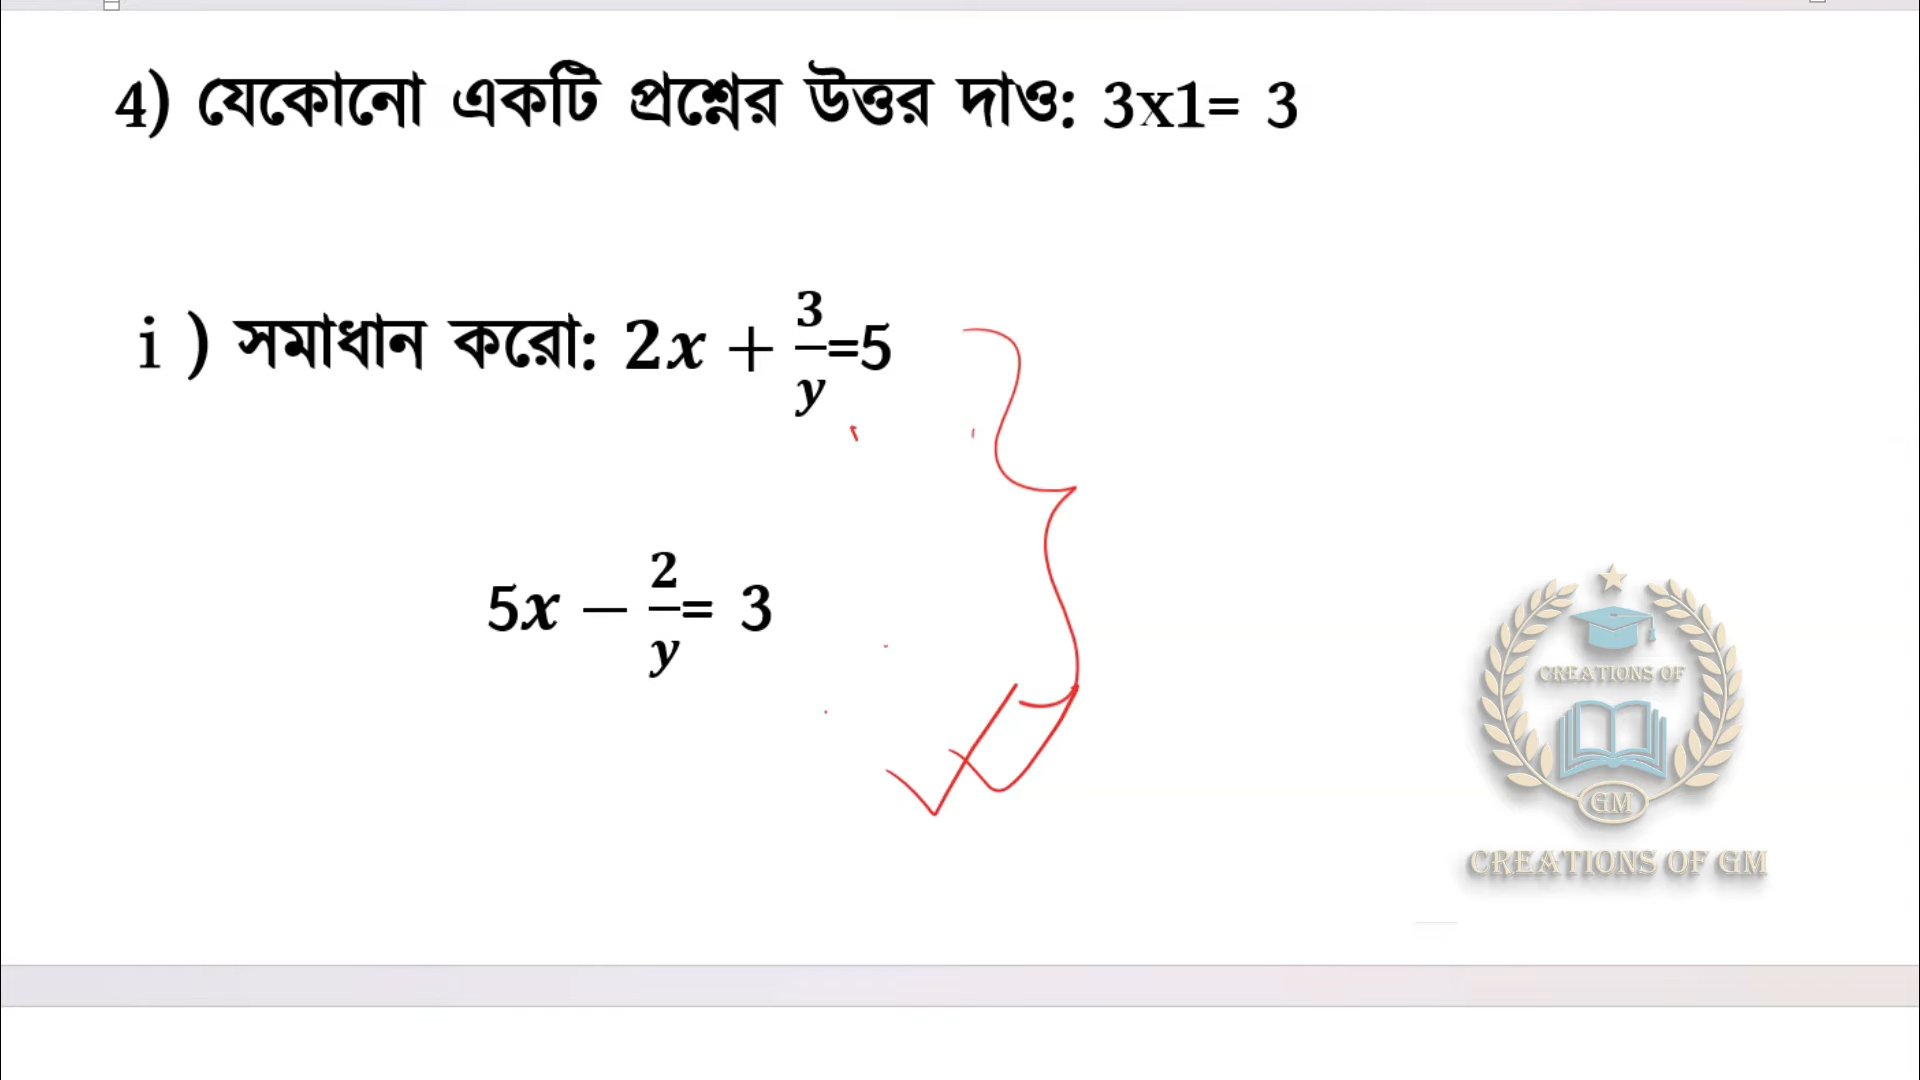 4) যেকোনো একটি প্রশ্নের উত্তর দাও: 3x1= 3
i ) সমাধান করো: 2x + 3/y=5
5x − 2/y= 3
CREATIONS OF
GM
CREATIONS OF GM